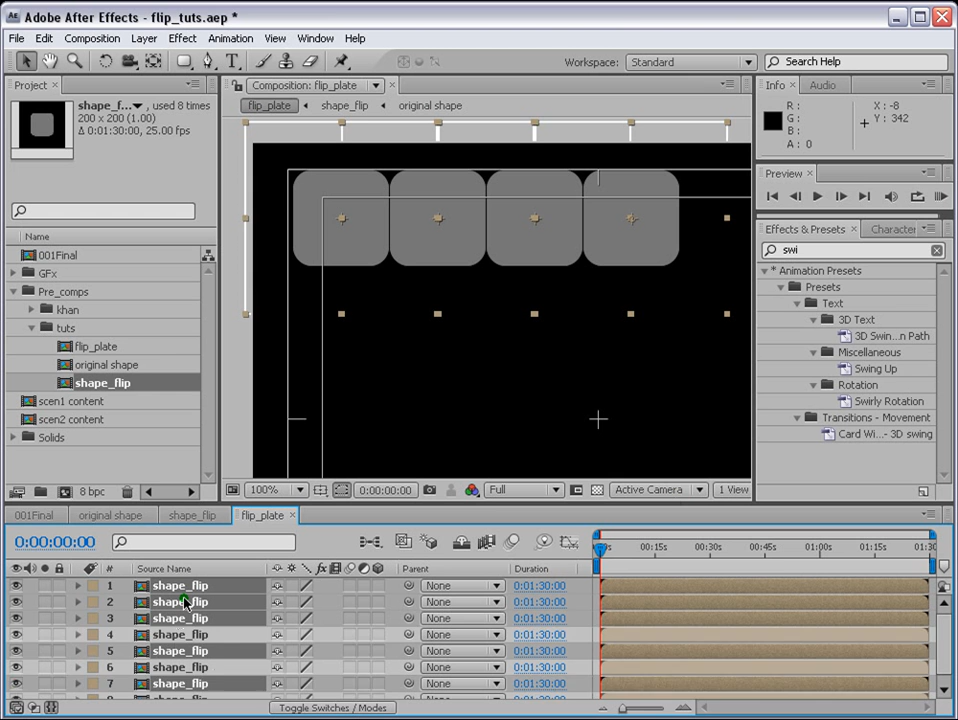 Adobe After Effects - flip_tuts.aep *
File Edit Composition Layer Effect Animation View Window Help
Workspace: Standard Search Help
Project
shape_f... , used 8 times
200 x 200 (1.00)
Δ 0:01:30:00, 25.00 fps
Name
001Final
GFx
Pre_comps
khan
tuts
flip_plate
original shape
shape_flip
scen1 content
scen2 content
Solids
8 bpc
Composition: flip_plate
flip_plate shape_flip original shape
100% 0:00:00:00 Full Active Camera 1 View
Info Audio
R : X : -8
G : Y : 342
B :
A : 0
Preview
Effects & Presets Character
swi
* Animation Presets
Presets
Text
3D Text
3D Swin...n Path
Miscellaneous
Swing Up
Rotation
Swirly Rotation
Transitions - Movement
Card Wi...- 3D swing
001Final original shape shape_flip flip_plate
0:00:00:00
00:15s 00:30s 00:45s 01:00s 01:15s
# Source Name Parent Duration
1 shape_flip None 0:01:30:00
2 shape_flip None 0:01:30:00
3 shape_flip None 0:01:30:00
4 shape_flip None 0:01:30:00
5 shape_flip None 0:01:30:00
6 shape_flip None 0:01:30:00
7 shape_flip None 0:01:30:00
Toggle Switches / Modes